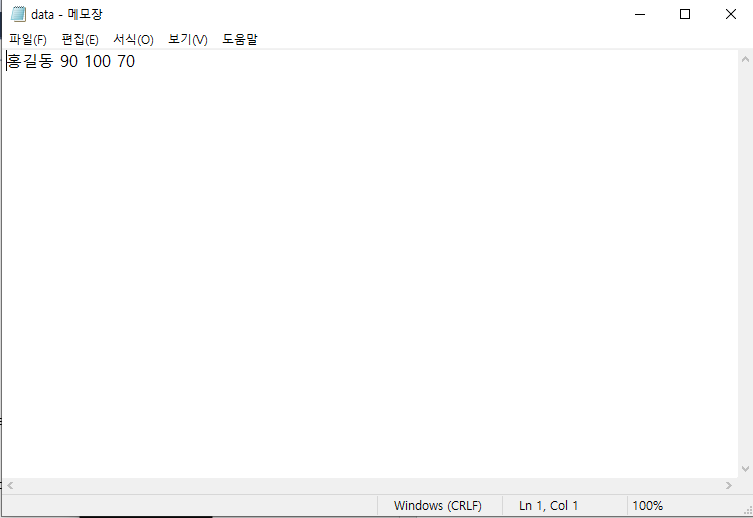 data - 메모장
파일(F) 편집(E) 서식(O) 보기(V) 도움말
홍길동 90 100 70
Windows (CRLF) Ln 1, Col 1 100%